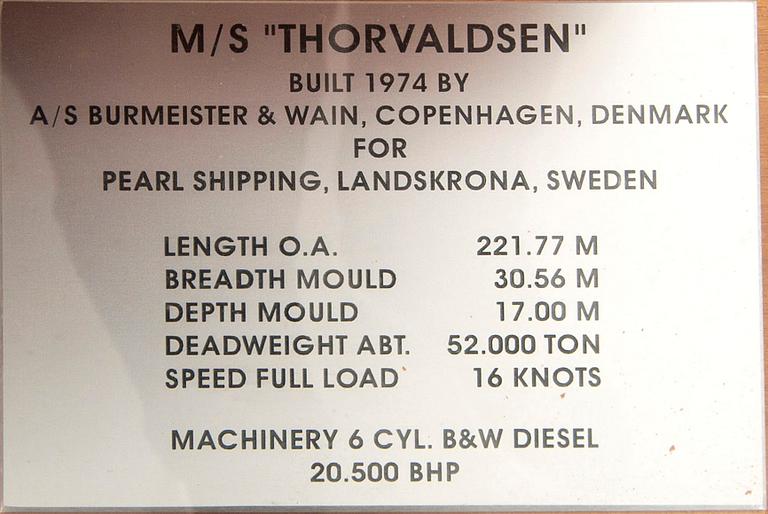 M/S "THORVALDSEN"
BUILT 1974 BY
A/S BURMEISTER & WAIN, COPENHAGEN, DENMARK
FOR
PEARL SHIPPING, LANDSKRONA, SWEDEN
LENGTH O.A. 221.77 M
BREADTH MOULD 30.56 M
DEPTH MOULD 17.00 M
DEADWEIGHT ABT. 52.000 TON
SPEED FULL LOAD 16 KNOTS
MACHINERY 6 CYL. B&W DIESEL
20.500 BHP